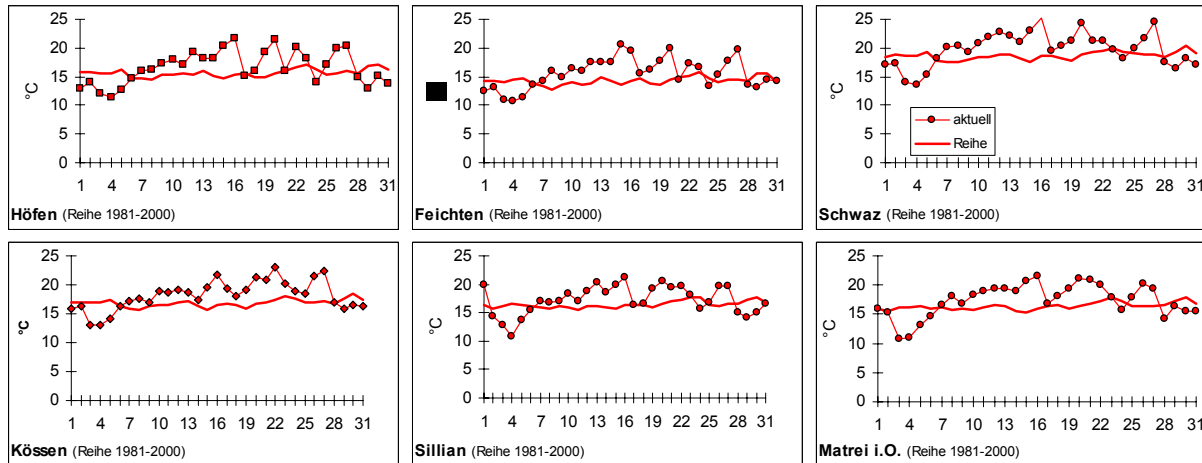 25
20
15
10
5
0
°C
1 4 7 10 13 16 19 22 25 28 31
Höfen (Reihe 1981-2000)
25
20
15
10
5
0
1 4 7 10 13 16 19 22 25 28 31
Feichten (Reihe 1981-2000)
25
20
15
10
5
0
°C
aktuell
Reihe
1 4 7 10 13 16 19 22 25 28 31
Schwaz (Reihe 1981-2000)
25
20
15
10
5
0
°C
1 4 7 10 13 16 19 22 25 28 31
Kössen (Reihe 1981-2000)
25
20
15
10
5
0
°C
1 4 7 10 13 16 19 22 25 28 31
Sillian (Reihe 1981-2000)
25
20
15
10
5
0
°C
1 4 7 10 13 16 19 22 25 28 31
Matrei i.O. (Reihe 1981-2000)